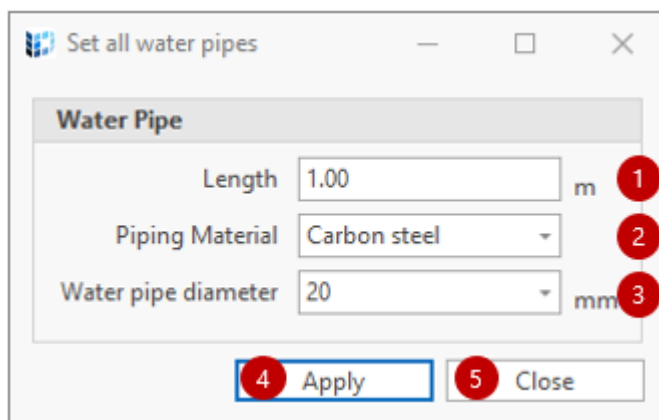 Set all water pipes
Water Pipe
Length 1.00 m 1
Piping Material Carbon steel 2
Water pipe diameter 20 mm 3
4 Apply 5 Close